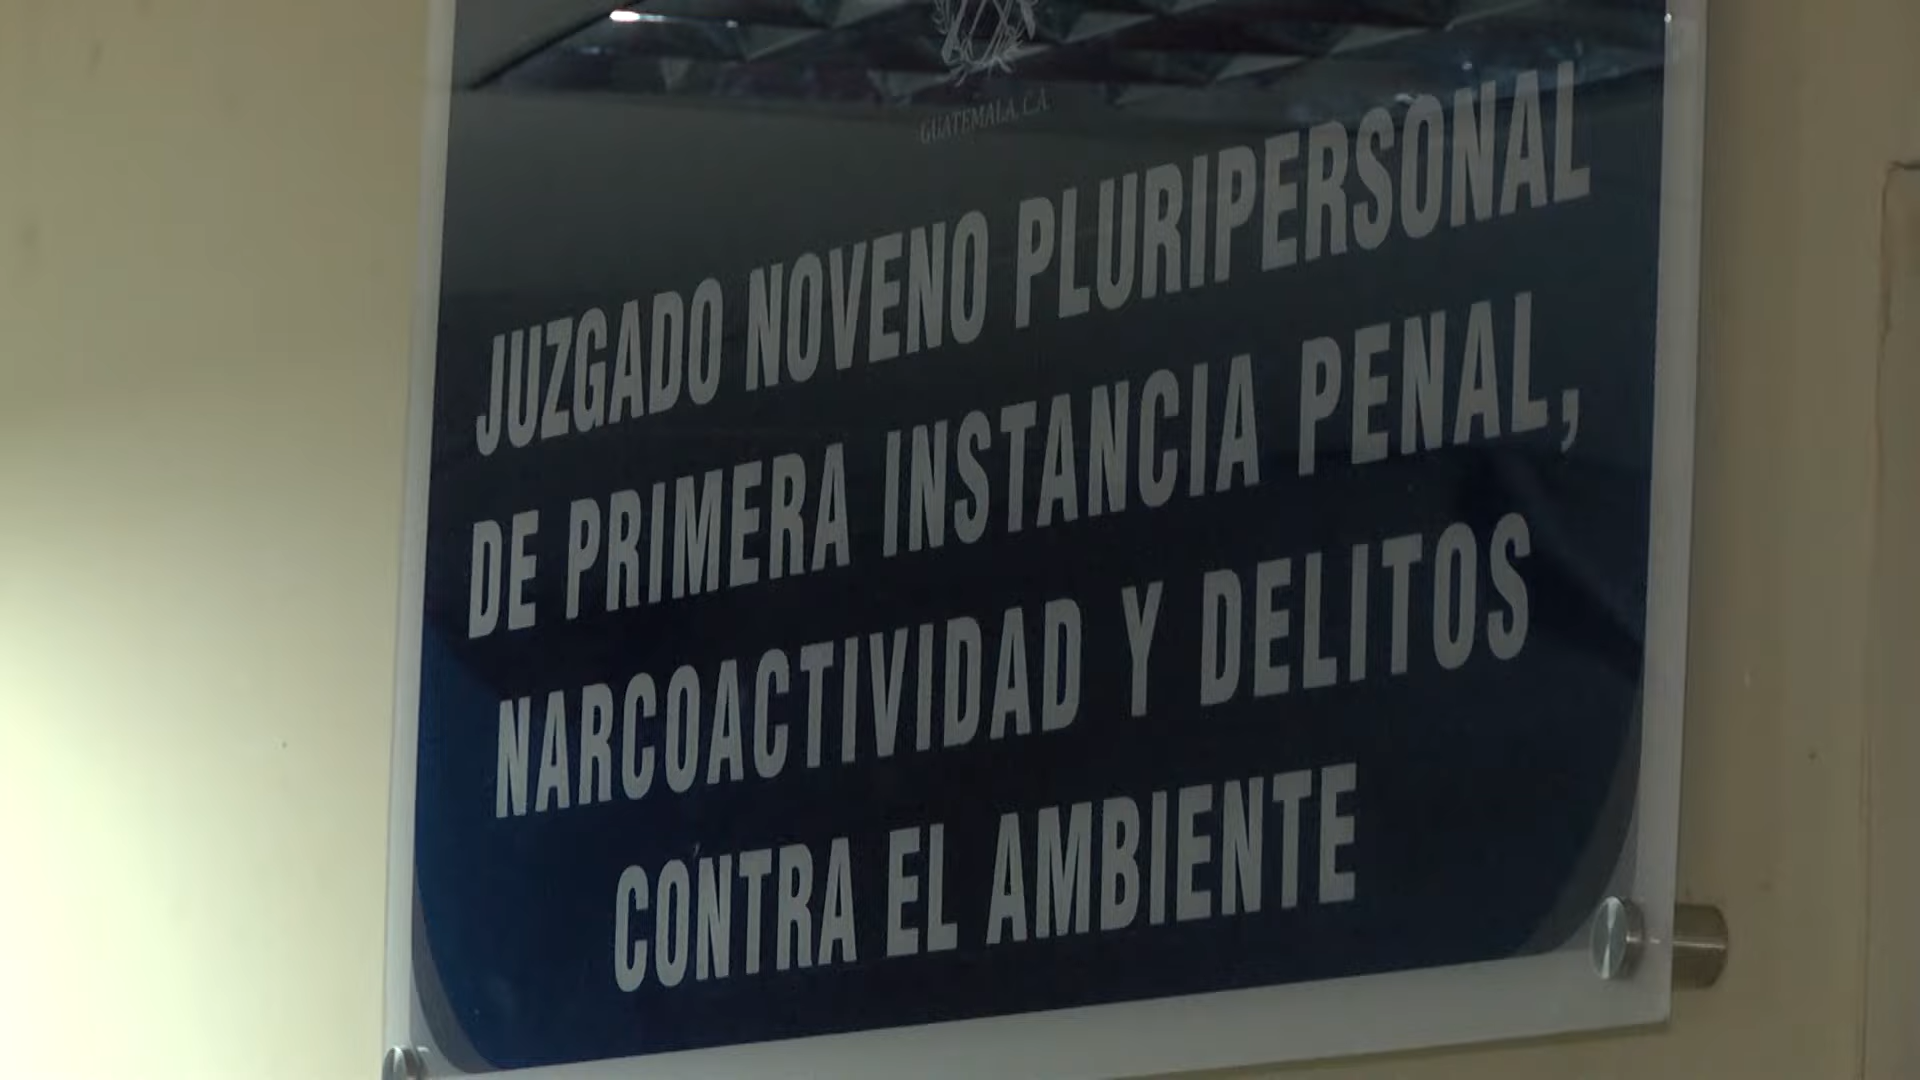 GUATEMALA, C.A.
JUZGADO NOVENO PLURIPERSONAL
DE PRIMERA INSTANCIA PENAL,
NARCOACTIVIDAD Y DELITOS
CONTRA EL AMBIENTE